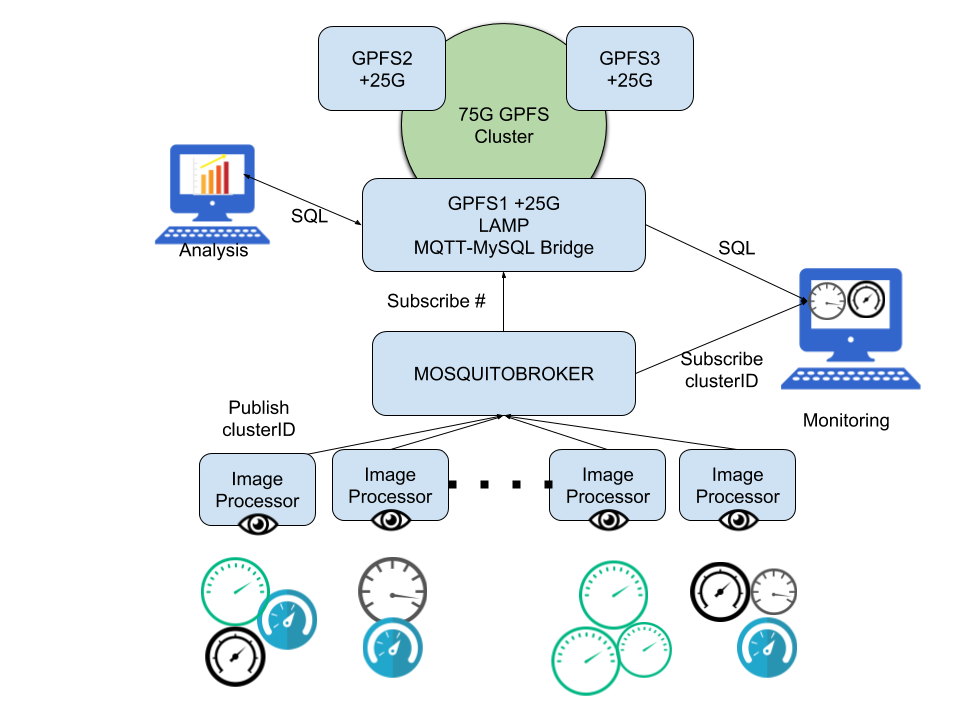 GPFS2
+25G
GPFS3
+25G
75G GPFS
Cluster
GPFS1 +25G
LAMP
MQTT-MySQL Bridge
SQL
Analysis
SQL
Subscribe #
MOSQUITOBROKER
Subscribe
clusterID
Monitoring
Publish
clusterID
Image
Processor
Image
Processor
Image
Processor
Image
Processor